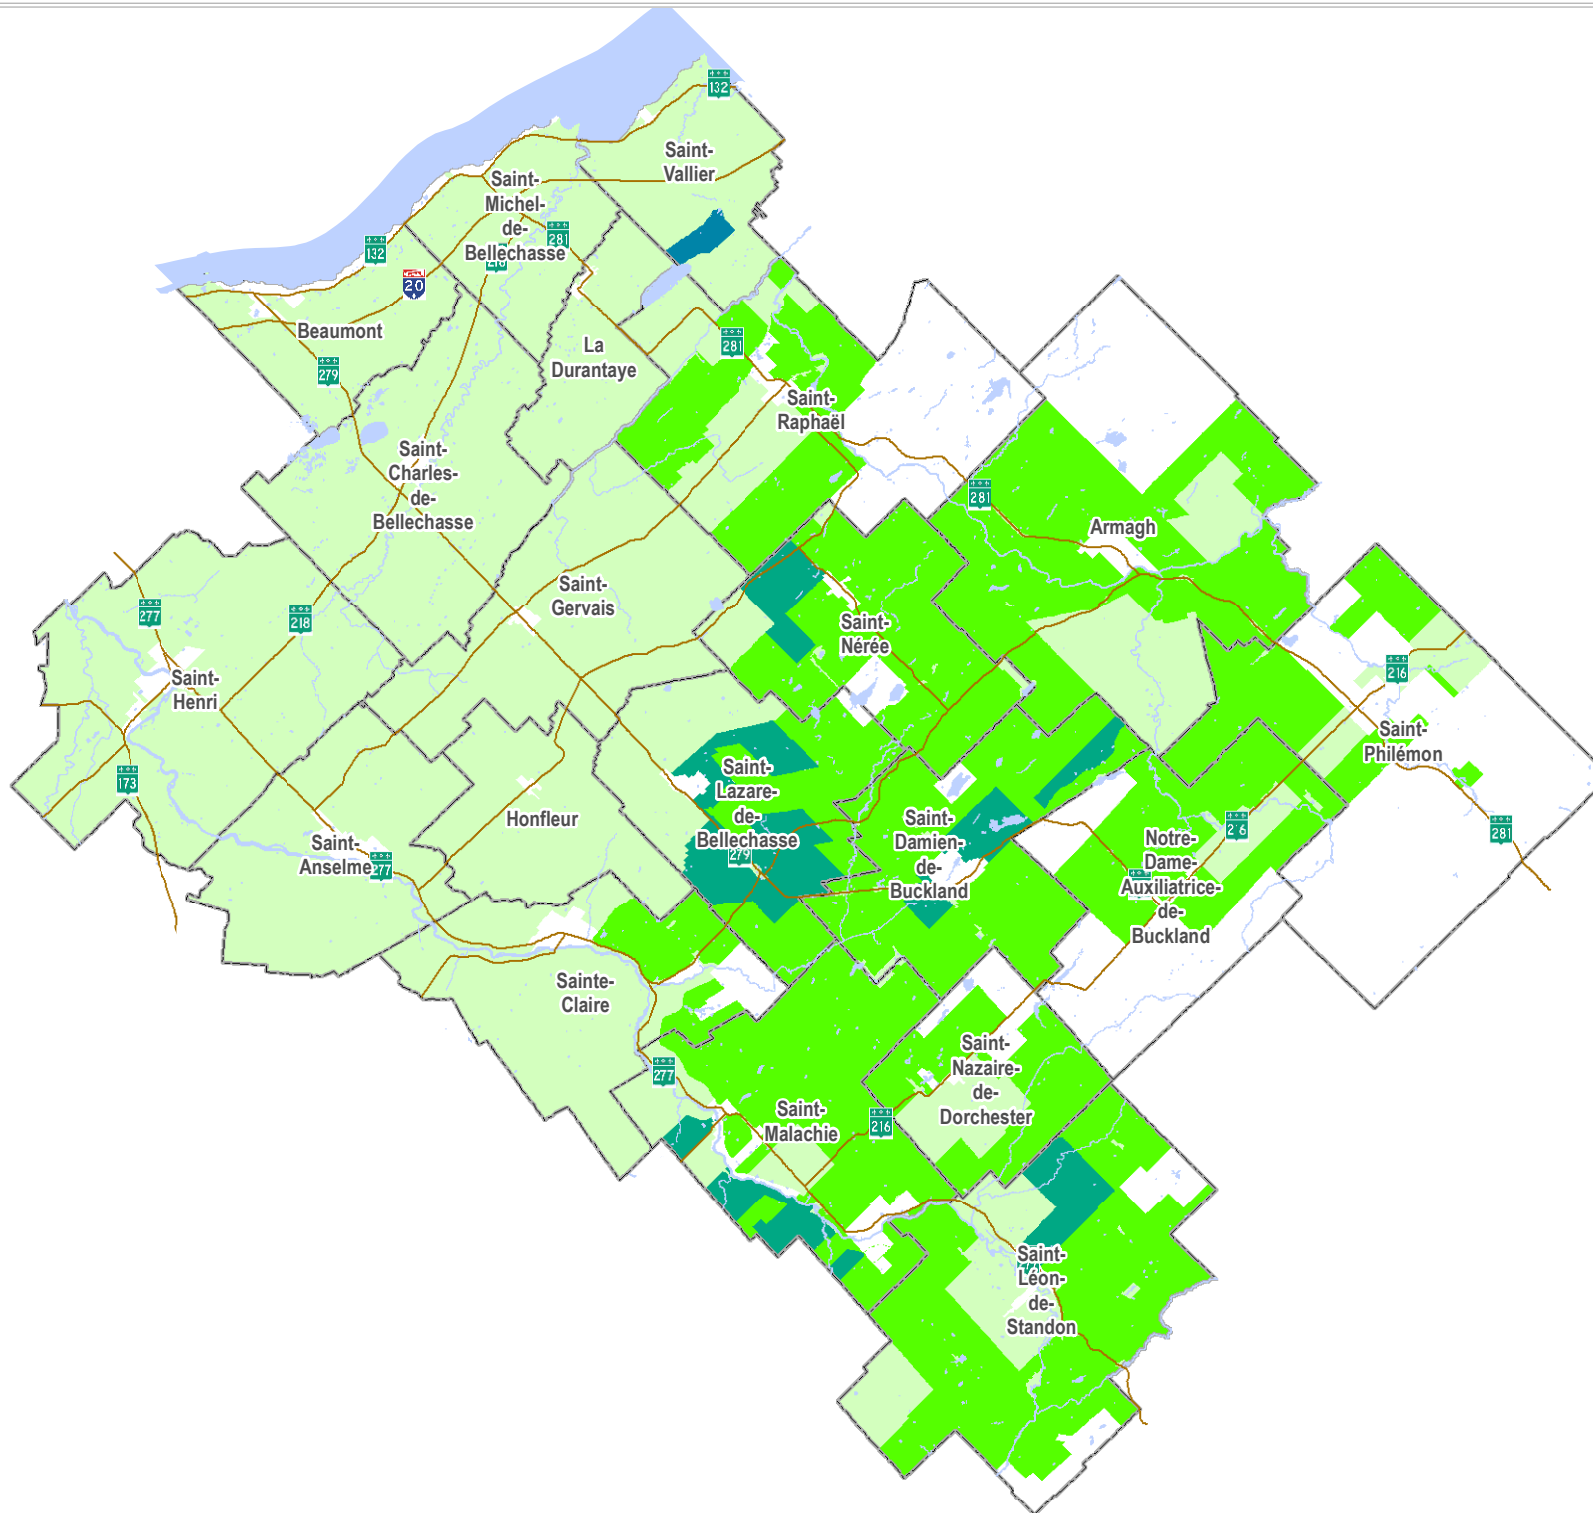 132
Saint-
Vallier
Saint-
Michel-
de-
Bellechasse
281
218
132
20
Beaumont
279
La
Durantaye
281
Saint-
Raphaël
Saint-
Charles-
de-
Bellechasse
281
Armagh
Saint-
Gervais
277
218
Saint-
Nérée
Saint-
Henri
216
Saint-
Philémon
173
Saint-
Lazare-
de-
Bellechasse
279
Honfleur
Saint-
Damien-
de-
Buckland
216
281
Notre-
Dame-
Auxiliatrice-
de-
Buckland
Saint-
Anselme
277
Sainte-
Claire
277
Saint-
Nazaire-
de-
Dorchester
Saint-
Malachie
216
Saint-
Léon-
de-
Standon